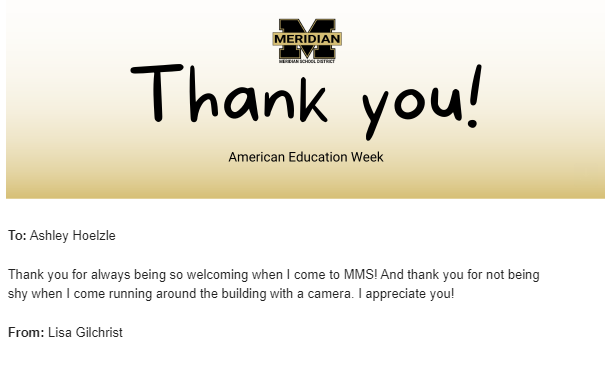 MERIDIAN
MERIDIAN SCHOOL DISTRICT
Thank you!
American Education Week
To: Ashley Hoelzle
Thank you for always being so welcoming when I come to MMS! And thank you for not being
shy when I come running around the building with a camera. I appreciate you!
From: Lisa Gilchrist